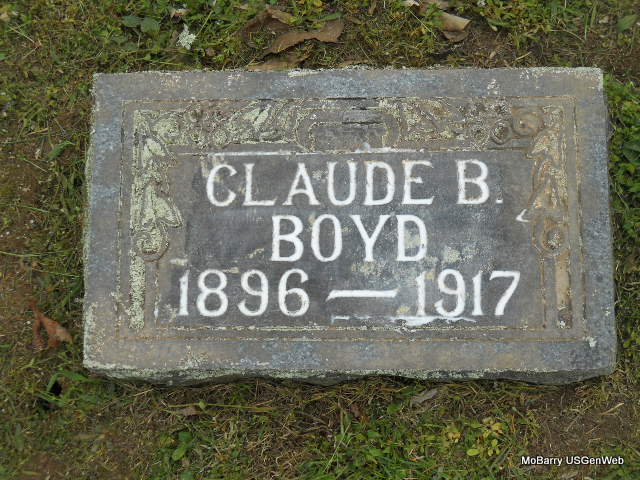 CLAUDE B.
BOYD
1896 — 1917
MoBarry USGenWeb